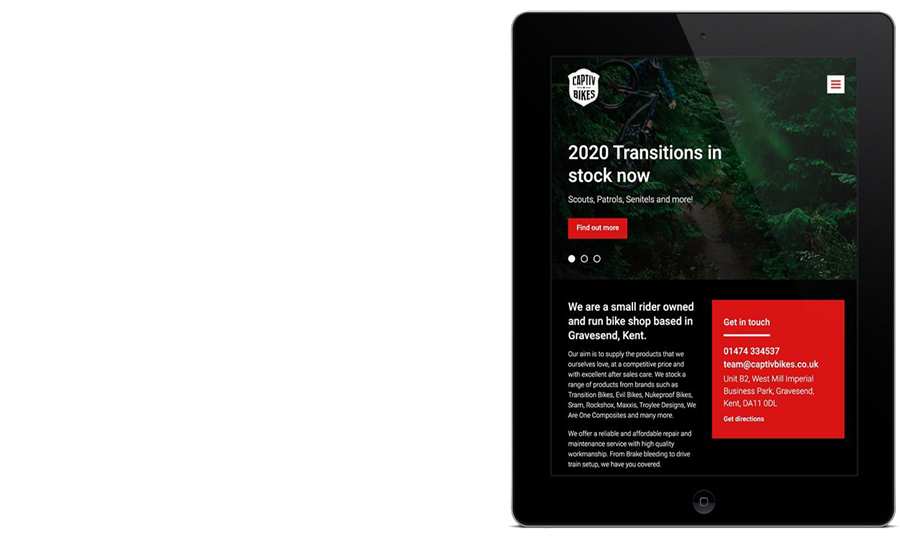 CAPTIV
BIKES
2020 Transitions in
stock now
Scouts, Patrols, Senitels and more!
Find out more
We are a small rider owned
and run bike shop based in
Gravesend, Kent.
Our aim is to supply the products that we
ourselves love, at a competitive price and
with excellent after sales care. We stock a
range of products from brands such as
Transition Bikes, Evil Bikes, Nukeproof Bikes,
Sram, Rockshox, Maxxis, Troylee Designs, We
Are One Composites and many more.
We offer a reliable and affordable repair and
maintenance service with high quality
workmanship. From Brake bleeding to drive
train setup, we have you covered.
Get in touch
01474 334537
team@captivbikes.co.uk
Unit B2, West Mill Imperial
Business Park, Gravesend,
Kent, DA11 0DL
Get directions